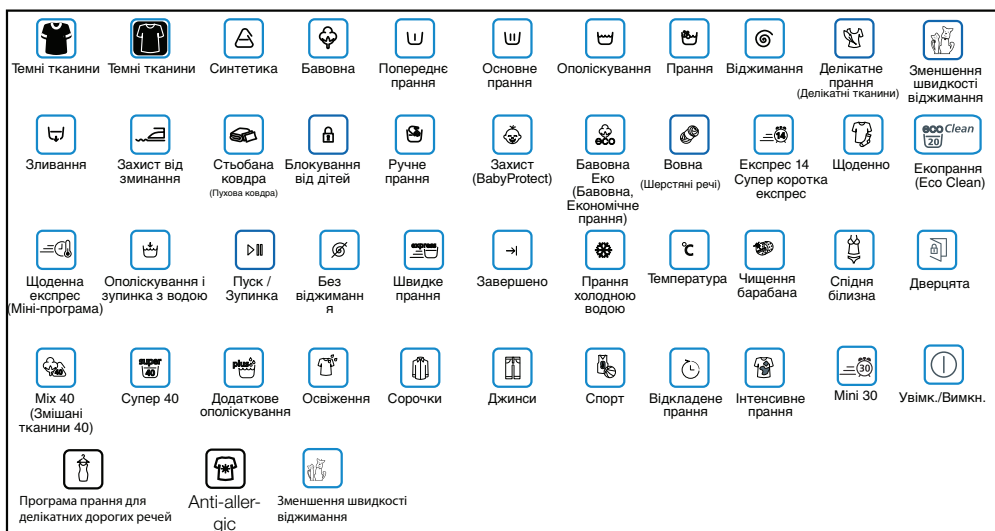 Темні тканини
Темні тканини
Синтетика
Бавовна
Попереднє
прання
Основне
прання
Ополіскування
Прання
Віджимання
Делікатне
прання
(Делікатні тканини)
Зменшення
швидкості
віджимання
Зливання
Захист від
зминання
Стьобана
ковдра
(Пухова ковдра)
Блокування
від дітей
Ручне
прання
Захист
(BabyProtect)
eco
Бавовна
Еко
(Бавовна,
Економічне
прання)
Вовна
(Шерстяні речі)
14
Експрес 14
Супер коротка
експрес
Щоденно
eco Clean
20
Екопрання
(Eco Clean)
Щоденна
експрес
(Міні-програма)
Ополіскування і
зупинка з водою
Пуск /
Зупинка
Без
віджиманн
я
express
Швидке
прання
Завершено
Прання
холодною
водою
°C
Температура
Чищення
барабана
Спідня
білизна
Дверцята
40
Mix 40
(Змішані
тканини 40)
super
40
Супер 40
plus
Додаткове
ополіскування
Освіження
Сорочки
Джинси
Спорт
Відкладене
прання
Інтенсивне
прання
30
Mini 30
Увімк./Вимкн.
Програма прання для
делікатних дорогих речей
Anti-aller-
gic
Зменшення швидкості
віджимання